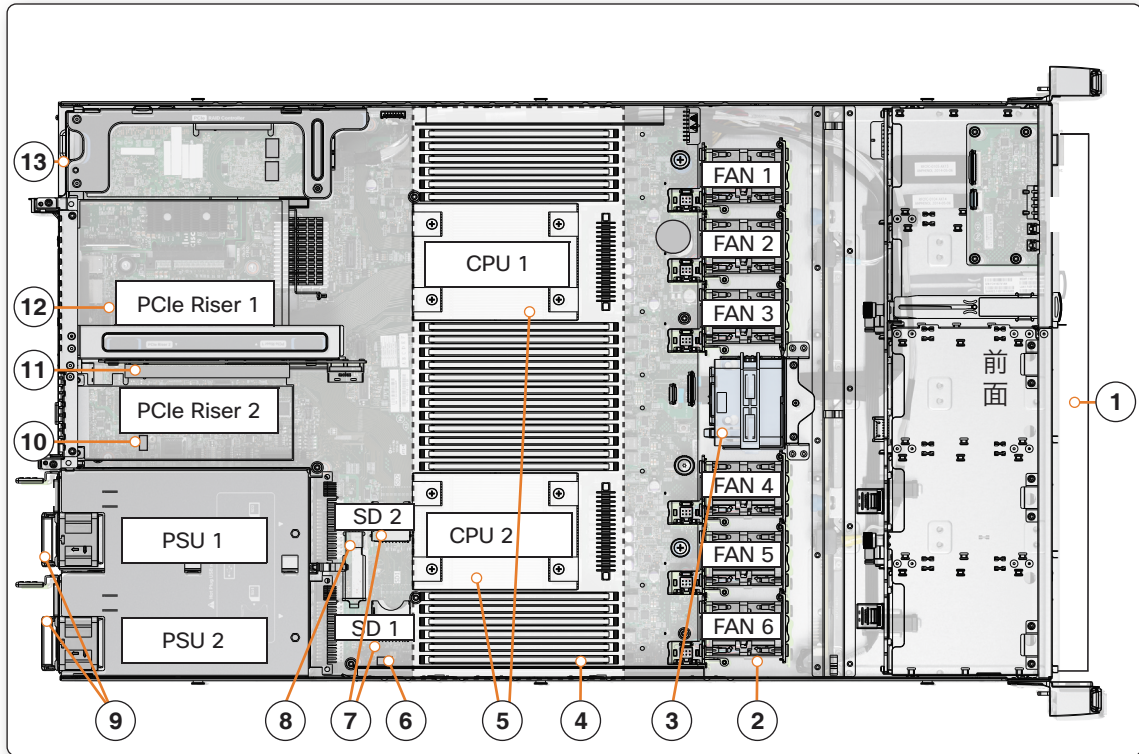 FAN 1
13
FAN 2
CPU 1
PCIe Riser 1
12
FAN 3
前
面
11
PCIe Riser 2
1
10
FAN 4
SD 2
PSU 1
CPU 2
FAN 5
SD 1
PSU 2
FAN 6
9
8
7
6
5
4
3
2